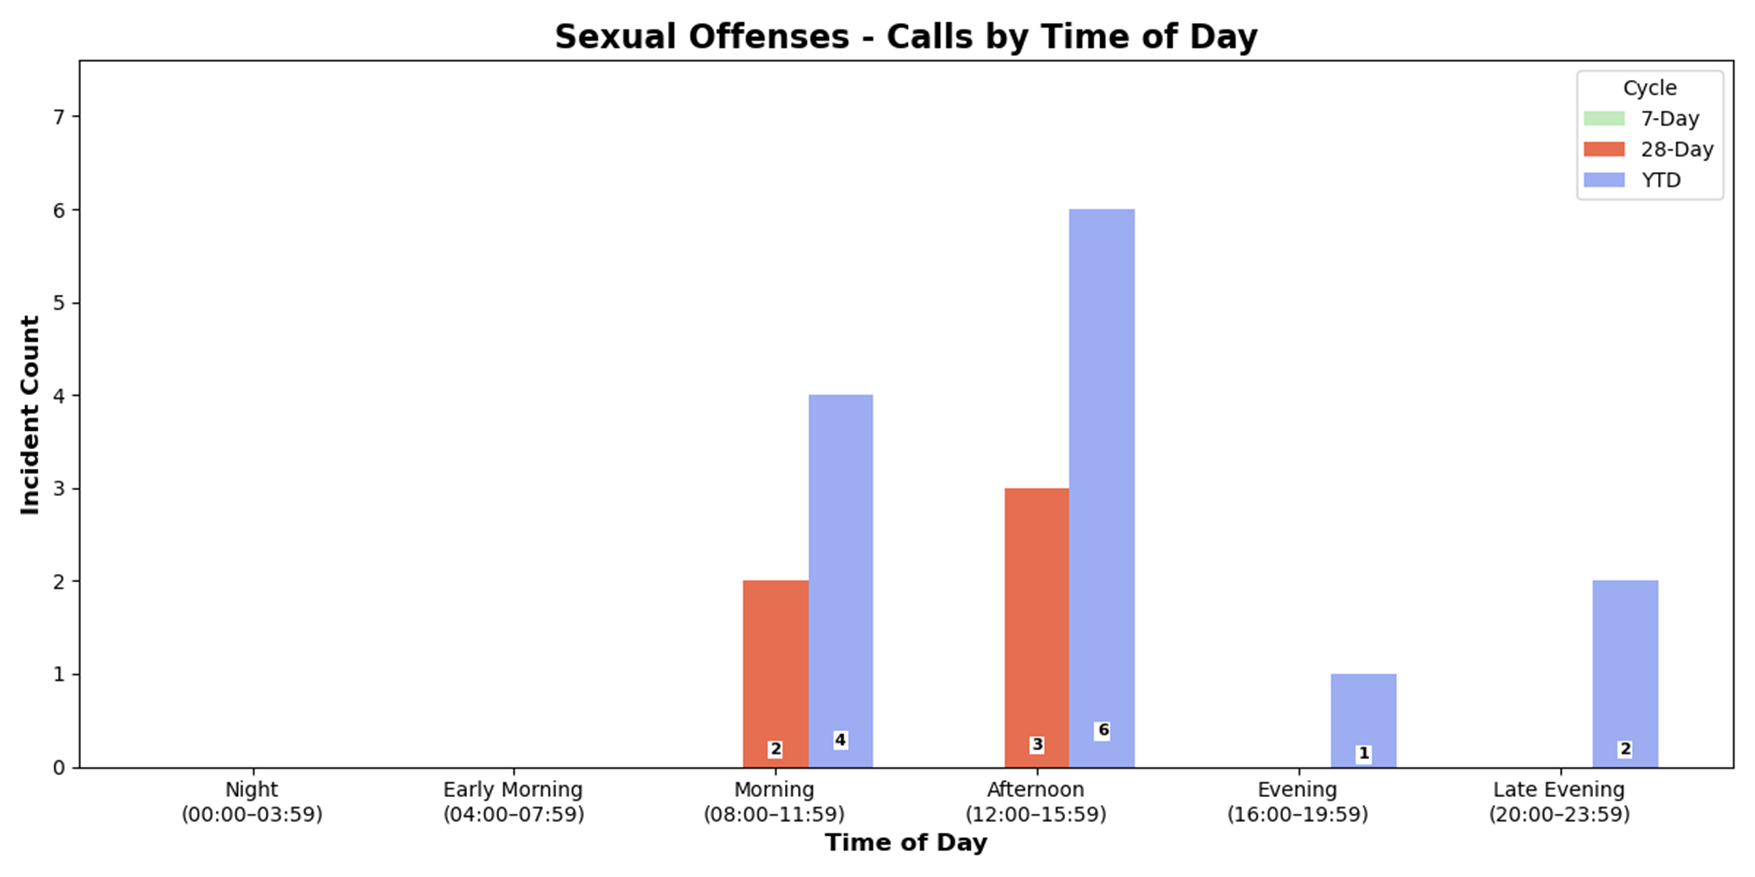 Sexual Offenses - Calls by Time of Day
Cycle
7-Day
28-Day
YTD
Incident Count
7
6
5
4
3
2
1
0
2
4
3
6
1
2
Night
(00:00–03:59)
Early Morning
(04:00–07:59)
Morning
(08:00–11:59)
Afternoon
(12:00–15:59)
Evening
(16:00–19:59)
Late Evening
(20:00–23:59)
Time of Day